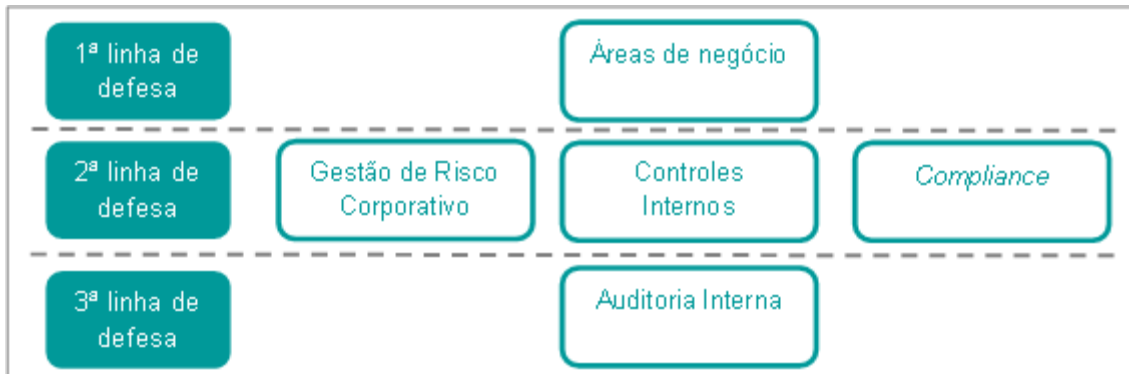 1ª linha de
defesa
Áreas de negócio
2ª linha de
defesa
Gestão de Risco
Corporativo
Controles
Internos
Compliance
3ª linha de
defesa
Auditoria Interna